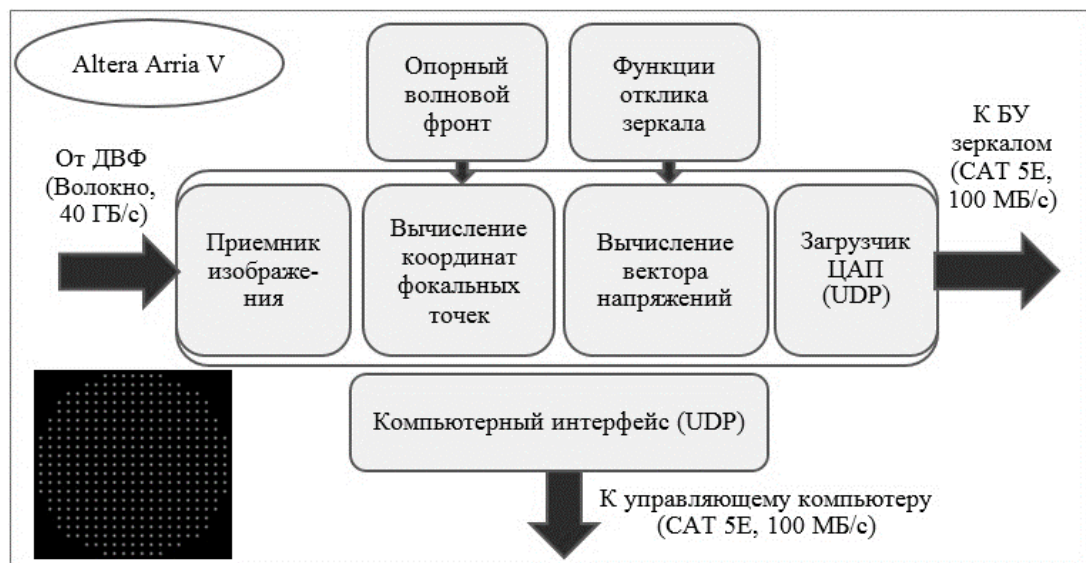 Altera Arria V
Опорный
волновой
фронт
Функции
отклика
зеркала
От ДВФ
(Волокно,
40 ГБ/с)
К БУ
зеркалом
(CAT 5E,
100 МБ/с)
Приемник
изображе-
ния
Вычисление
координат
фокальных
точек
Вычисление
вектора
напряжений
Загрузчик
ЦАП
(UDP)
Компьютерный интерфейс (UDP)
К управляющему компьютеру
(CAT 5E, 100 МБ/с)